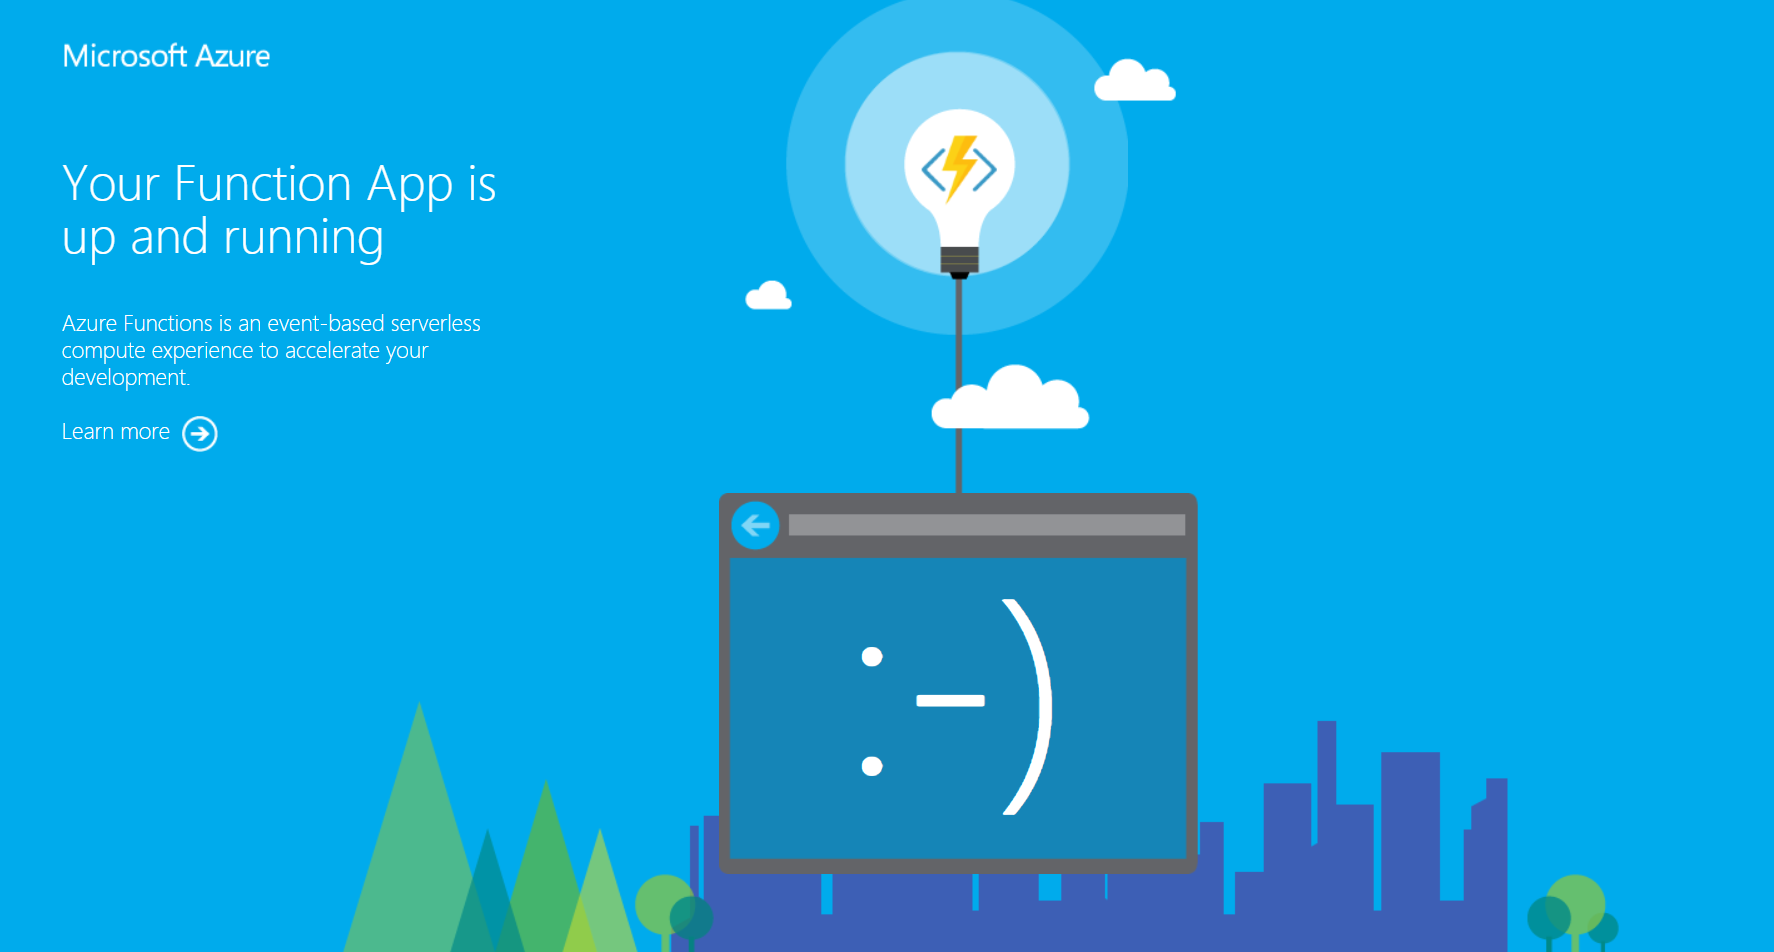 Microsoft Azure
Your Function App is
up and running
Azure Functions is an event-based serverless
compute experience to accelerate your
development.
Learn more
:-)